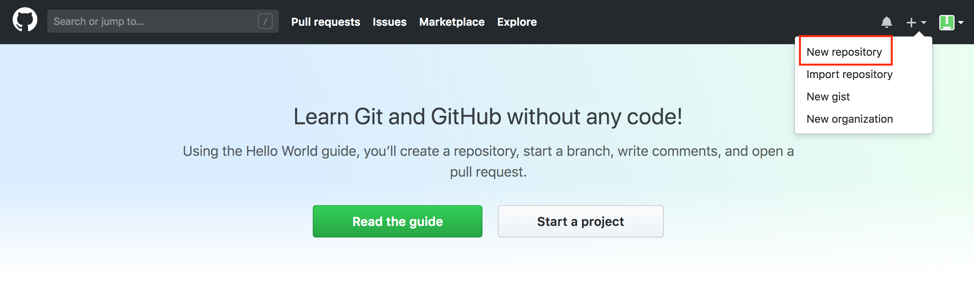 Search or jump to...
/
Pull requests
Issues
Marketplace
Explore
New repository
Import repository
New gist
New organization
Learn Git and GitHub without any code!
Using the Hello World guide, you’ll create a repository, start a branch, write comments, and open a
pull request.
Read the guide
Start a project